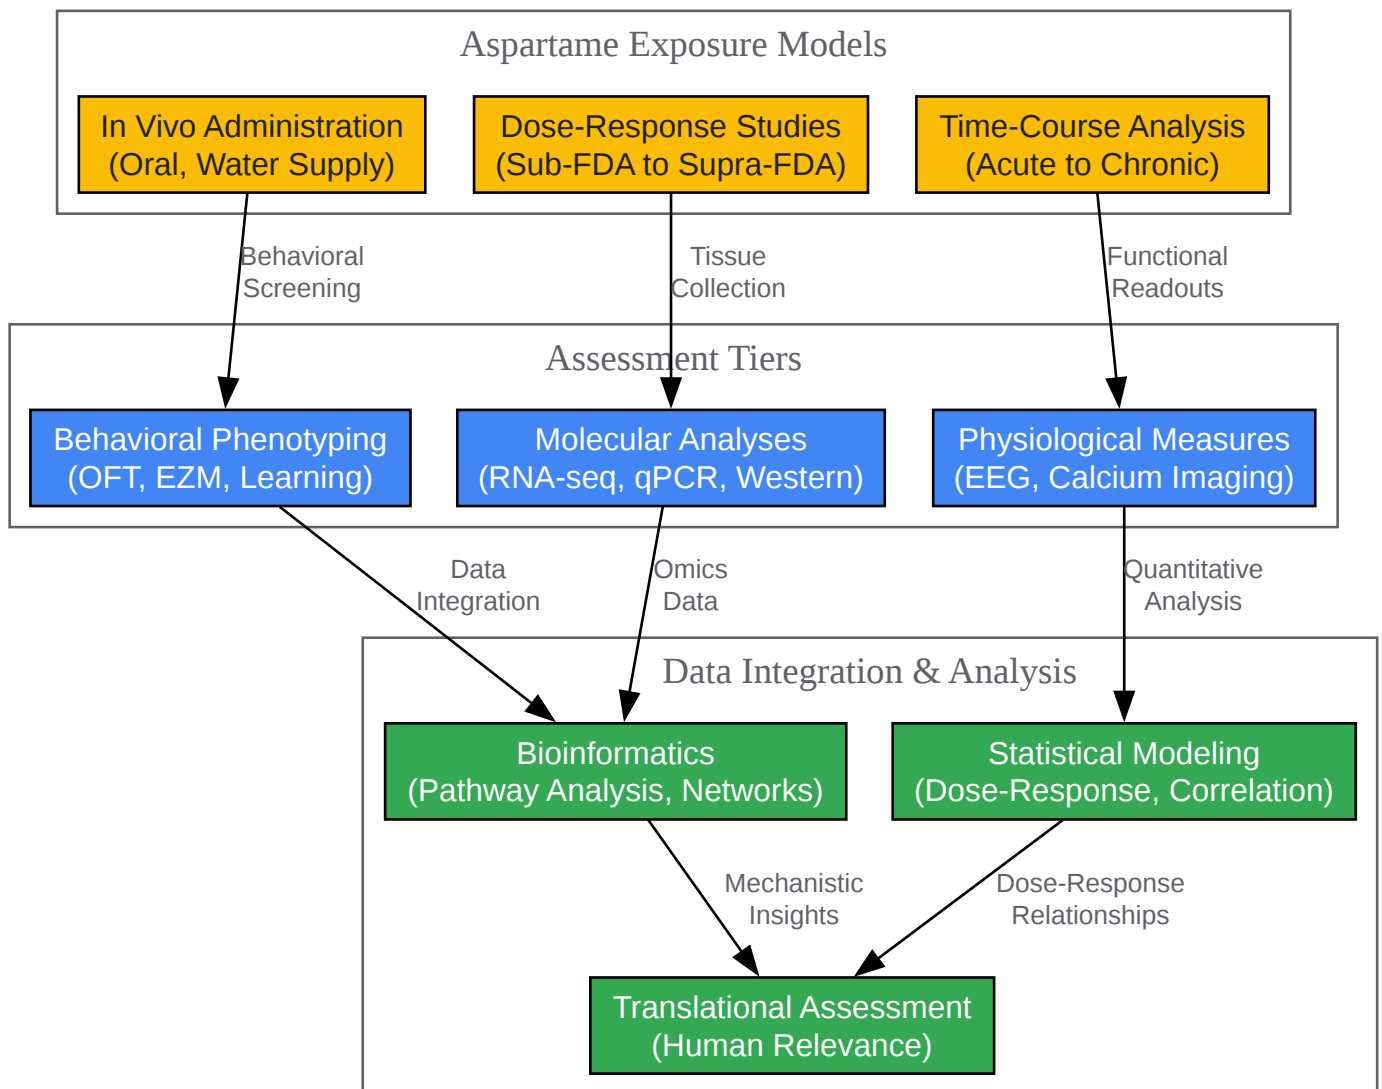 Aspartame Exposure Models
In Vivo Administration
(Oral, Water Supply)
Dose-Response Studies
(Sub-FDA to Supra-FDA)
Time-Course Analysis
(Acute to Chronic)
Behavioral
Screening
Tissue
Collection
Functional
Readouts
Assessment Tiers
Behavioral Phenotyping
(OFT, EZM, Learning)
Molecular Analyses
(RNA-seq, qPCR, Western)
Physiological Measures
(EEG, Calcium Imaging)
Data
Integration
Omics
Data
Quantitative
Analysis
Data Integration & Analysis
Bioinformatics
(Pathway Analysis, Networks)
Statistical Modeling
(Dose-Response, Correlation)
Mechanistic
Insights
Dose-Response
Relationships
Translational Assessment
(Human Relevance)